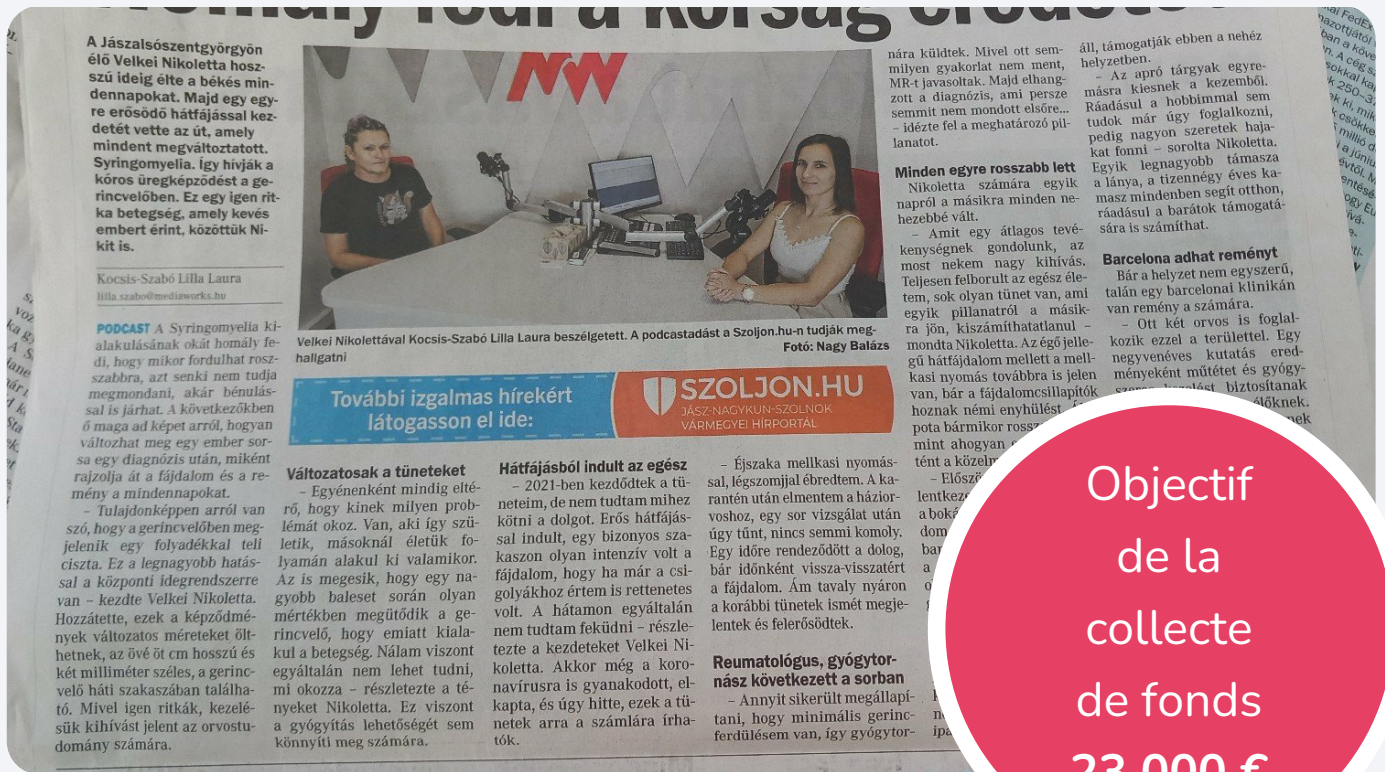 fedi a kórság
A Jászalsószentgyörgyön
élő Velkei Nikoletta hosz-
szú ideig élte a békés min-
dennapokat. Majd egy egy-
re erősödő hátfájással kez-
detét vette az út, amely
mindent megváltoztatott.
Syringomyelia. Így hívják a
kóros üregképződést a ge-
rincvelőben. Ez egy igen rit-
ka betegség, amely kevés
embert érint, közöttük Ni-
kit is.
Kocsis-Szabó Lilla Laura
lilla.szabo@mediaworks.hu
PODCAST A Syringomyelia ki-
alakulásának okát homály fe-
di, hogy mikor fordulhat rosz-
szabbra, azt senki nem tudja
megmondani, akár bénulás-
sal is járhat. A következőkben
ő maga ad képet arról, hogyan
változhat meg egy ember sor-
sa egy diagnózis után, miként
rajzolja át a fájdalom és a re-
mény a mindennapokat.
– Tulajdonképpen arról van
szó, hogy a gerincvelőben meg-
jelenik egy folyadékkal teli
ciszta. Ez a legnagyobb hatás-
sal a központi idegrendszerre
van – kezdte Velkei Nikoletta.
Hozzátette, ezek a képződmé-
nyek változatos méreteket ölt-
hetnek, az övé öt cm hosszú és
két milliméter széles, a gerinc-
velő háti szakaszában találha-
tó. Mivel igen ritkák, kezelé-
sük kihívást jelent az orvostu-
domány számára.
NW
Velkei Nikolettával Kocsis-Szabó Lilla Laura beszélgetett. A podcastadást a Szoljon.hu-n tudják meg-
hallgatni
Fotó: Nagy Balázs
További izgalmas hírekért
látogasson el ide:
SZOLJON.HU
JÁSZ-NAGYKUN-SZOLNOK
VÁRMEGYEI HÍRPORTÁL
Változatosak a tüneteket
– Egyénenként mindig elté-
rő, hogy kinek milyen prob-
lémát okoz. Van, aki így szü-
letik, másoknál életük fo-
lyamán alakul ki valamikor.
Az is megesik, hogy egy na-
gyobb baleset során olyan
mértékben megütődik a ge-
rincvelő, hogy emiatt kiala-
kul a betegség. Nálam viszont
egyáltalán nem lehet tudni,
mi okozza – részletezte a té-
nyeket Nikoletta. Ez viszont
a gyógyítás lehetőségét sem
könnyíti meg számára.
Hátfájásból indult az egész
– 2021-ben kezdődtek a tü-
neteim, de nem tudtam mihez
kötni a dolgot. Erős hátfájás-
sal indult, egy bizonyos sza-
kaszon olyan intenzív volt a
fájdalom, hogy ha már a csi-
golyákhoz értem is rettenetes
volt. A hátamon egyáltalán
nem tudtam feküdni – részle-
tezte a kezdeteket Velkei Ni-
koletta. Akkor még a koro-
navírusra is gyanakodott, el-
kapta, és úgy hitte, ezek a tü-
netek arra a számlára írha-
tók.
– Éjszaka mellkasi nyomás-
sal, légszomjjal ébredtem. A ka-
rantén után elmentem a házior-
voshoz, egy sor vizsgálat után
úgy tűnt, nincs semmi komoly.
Egy időre rendeződött a dolog,
bár időnként vissza-visszatért
a fájdalom. Ám tavaly nyáron
a korábbi tünetek ismét megje-
lentek és felerősödtek.
Reumatológus, gyógytor-
nász következett a sorban
– Annyit sikerült megállapí-
tani, hogy minimális gerinc-
ferdülésem van, így gyógytor-
nára küldtek. Mivel ott sem-
milyen gyakorlat nem ment,
MR-t javasoltak. Majd elhang-
zott a diagnózis, ami persze
semmit nem mondott elsőre...
– idézte fel a meghatározó pil-
lanatot.
Minden egyre rosszabb lett
Nikoletta számára egyik
napról a másikra minden ne-
hezebbé vált.
– Amit egy átlagos tevé-
kenységnek gondolunk, az
most nekem nagy kihívás.
Teljesen felborult az egész éle-
tem, sok olyan tünet van, ami
egyik pillanatról a másik-
ra jön, kiszámíthatatlanul –
mondta Nikoletta. Az égő jelle-
gű hátfájdalom mellett a mell-
kasi nyomás továbbra is jelen
van, bár a fájdalomcsillapítók
hoznak némi enyhülést
pota bármikor
mint ahogyan
tént a
– Előszö
lentkeze
a boká
áll, támogatják ebben a nehéz
helyzetben.
– Az apró tárgyak egyre-
másra kiesnek a kezemből.
Ráadásul a hobbimmal sem
tudok már úgy foglalkozni,
pedig nagyon szeretek haja-
kat fonni – sorolta Nikoletta.
Egyik legnagyobb támasza
a lánya, a tizennégy éves ka-
masz mindenben segít otthon,
ráadásul a barátok támogatá-
sára is számíthat.
Barcelona adhat reményt
Bár a helyzet nem egyszerű,
talán egy barcelonai klinikán
van remény a számára.
– Ott két orvos is foglal-
kozik ezzel a területtel. Egy
negyvenéves kutatás ered-
ményeként műtétet és gyógy-
biztosítanak
élőknek.
Objectif
de la
collecte
de fonds
23 000 €